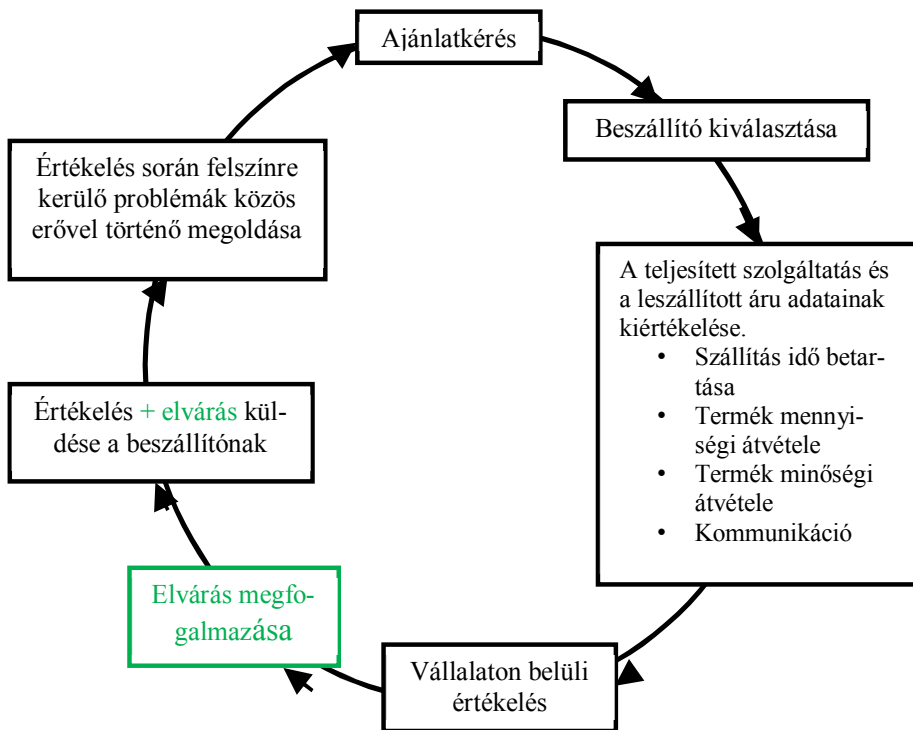 Ajánlatkérés
Beszállító kiválasztása
A teljesített szolgáltatás és
a leszállított áru adatainak
kiértékelése.
• Szállítás idő betar-
tása
• Termék mennyi-
ségi átvétele
• Termék minőségi
átvétele
• Kommunikáció
Vállalaton belüli
értékelés
Elvárás megfo-
galmazása
Értékelés + elvárás kül-
dése a beszállítónak
Értékelés során felszínre
kerülő problémák közös
erővel történő megoldása